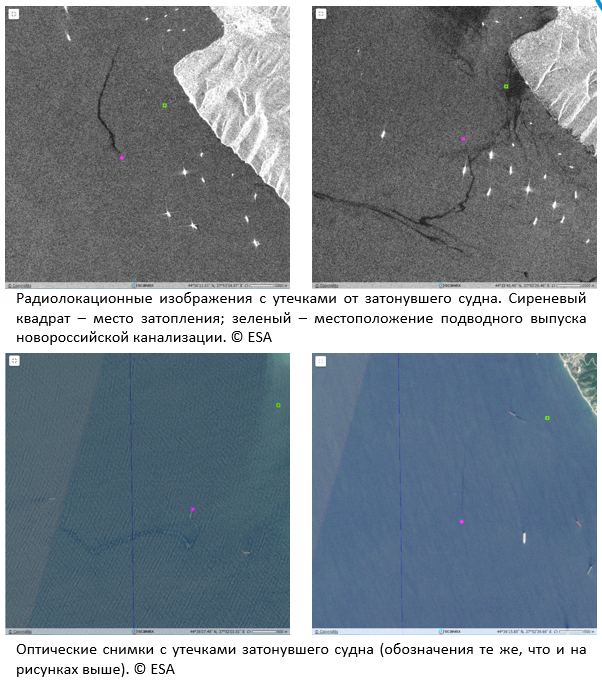 Радиолокационные изображения с утечками от затонувшего судна. Сиреневый
квадрат – место затопления; зеленый – местоположение подводного выпуска
новороссийской канализации. © ESA
Оптические снимки с утечками затонувшего судна (обозначения те же, что и на
рисунках выше). © ESA